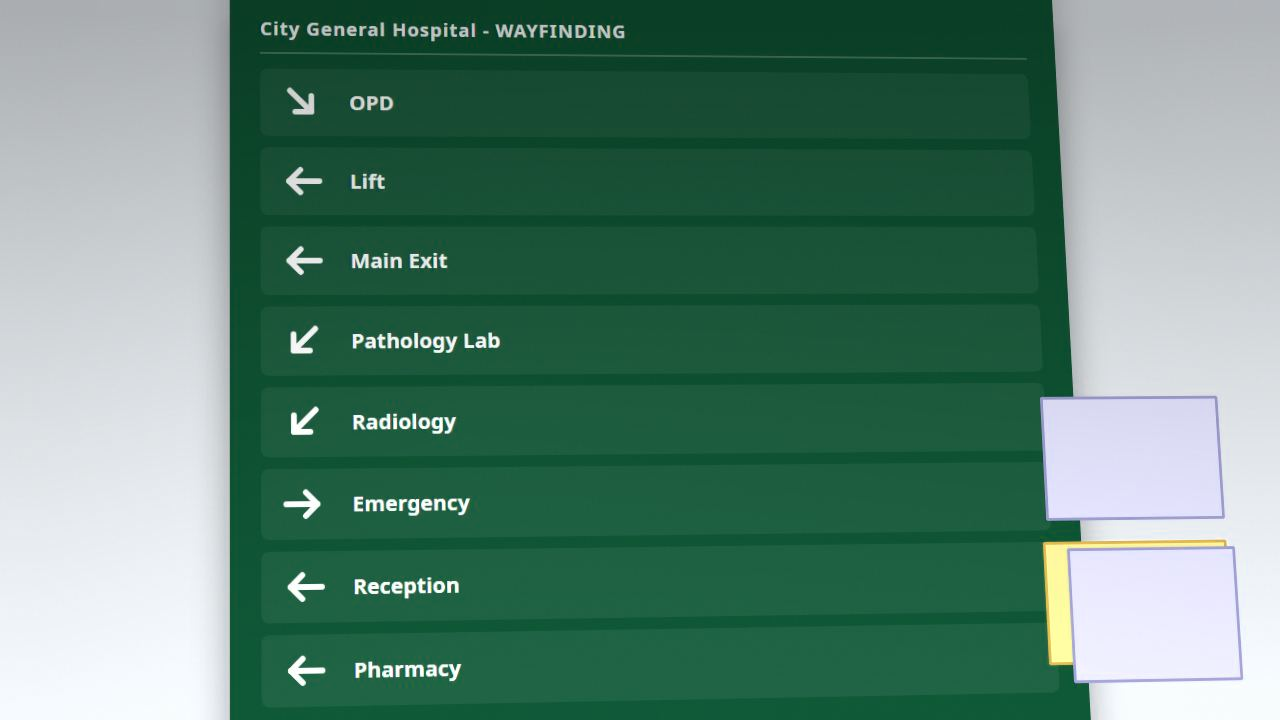 City General Hospital - WAYFINDING
OPD
Lift
Main Exit
Pathology Lab
Radiology
Emergency
Reception
Pharmacy